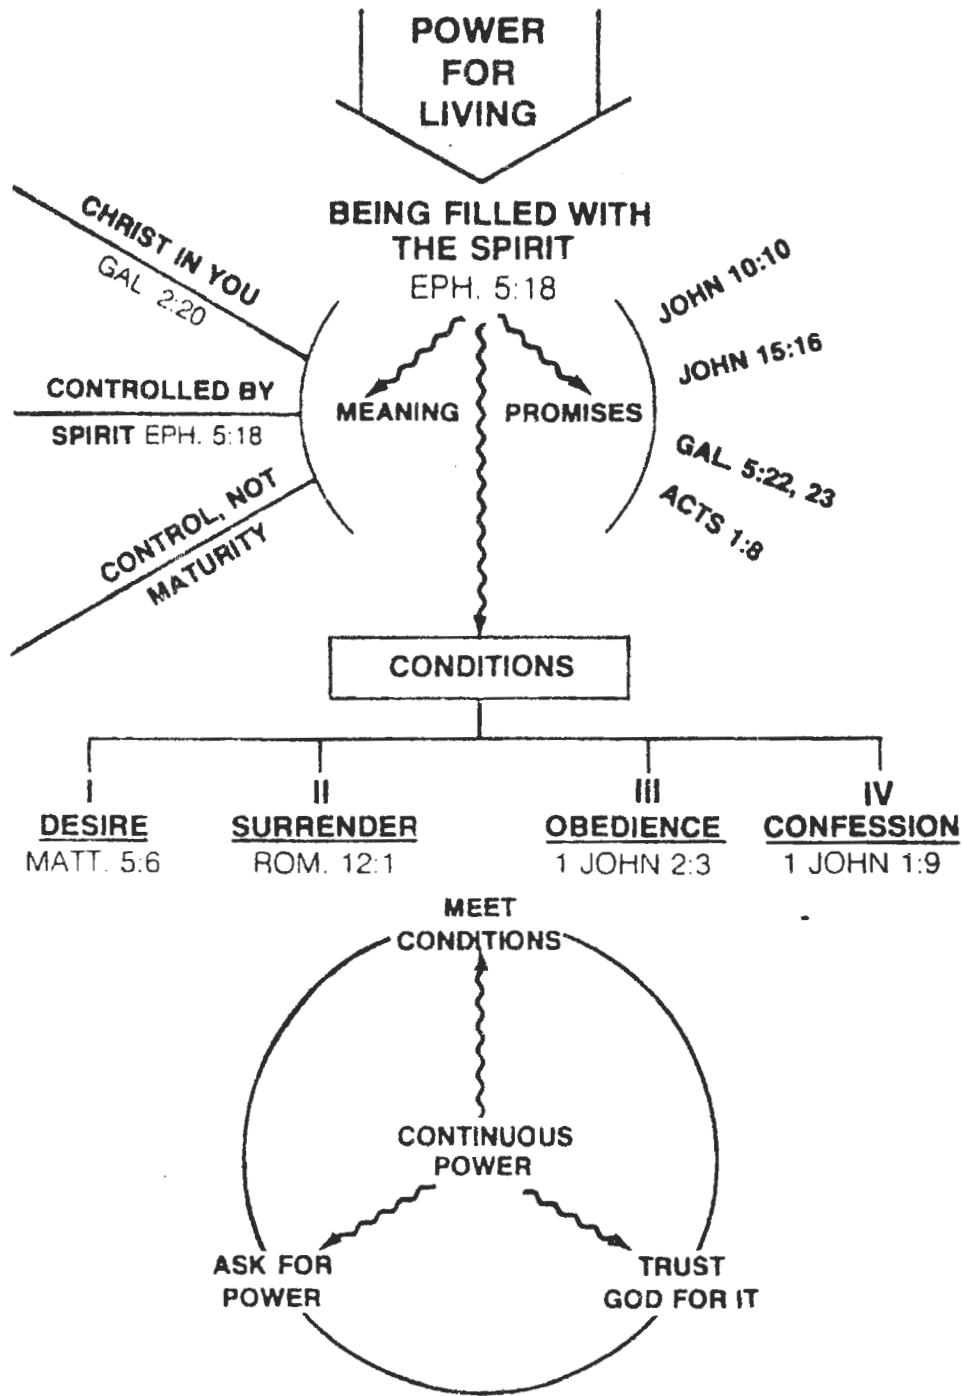 POWER
FOR
LIVING
BEING FILLED WITH
THE SPIRIT
EPH. 5:18
CHRIST IN YOU
GAL 2:20
CONTROLLED BY
SPIRIT EPH. 5:18
CONTROL, NOT
MATURITY
MEANING
PROMISES
JOHN 10:10
JOHN 15:16
GAL. 5:22, 23
ACTS 1:8
CONDITIONS
I
DESIRE
MATT. 5:6
II
SURRENDER
ROM. 12:1
III
OBEDIENCE
1 JOHN 2:3
IV
CONFESSION
1 JOHN 1:9
MEET
CONDITIONS
CONTINUOUS
POWER
ASK FOR
POWER
TRUST
GOD FOR IT